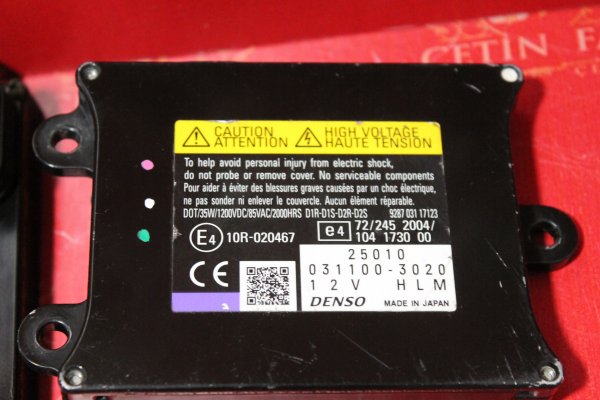 ÇETİN
CAUTION
ATTENTION
HIGH VOLTAGE
HAUTE TENSION
To help avoid personal injury from electric shock,
do not probe or remove cover. No serviceable components
Pour aider à éviter des blessures graves causées par un choc électrique,
ne pas sonder ni enlever le couvercle. Aucun élément réparable.
DOT/35W/1200VDC/85VAC/2000HRS D1R-D1S-D2R-D2S 9287 031 17123
E4 10R-020467 e4 72/245 2004/
104 1730 00
25010
031100-3020
12V HLM
CE
DENSO MADE IN JAPAN